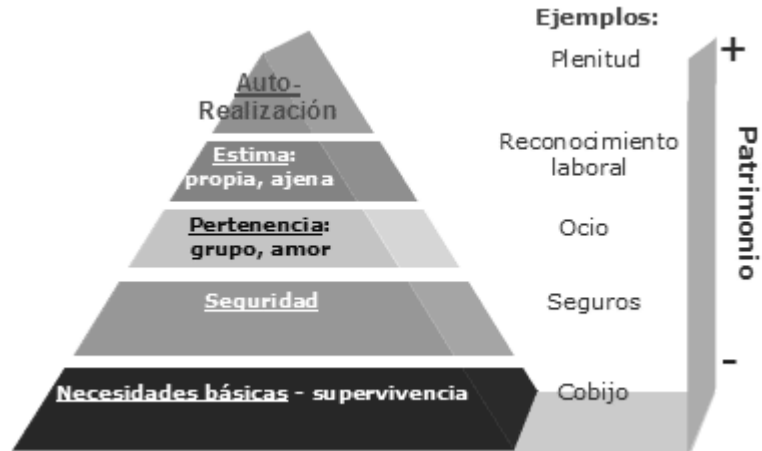 Ejemplos:
Auto-
Realización
Plenitud
+
Estima:
propia, ajena
Reconocimiento
laboral
Pertenencia:
grupo, amor
Ocio
Patrimonio
Seguridad
Seguros
-
Necesidades básicas - supervivencia
Cobijo